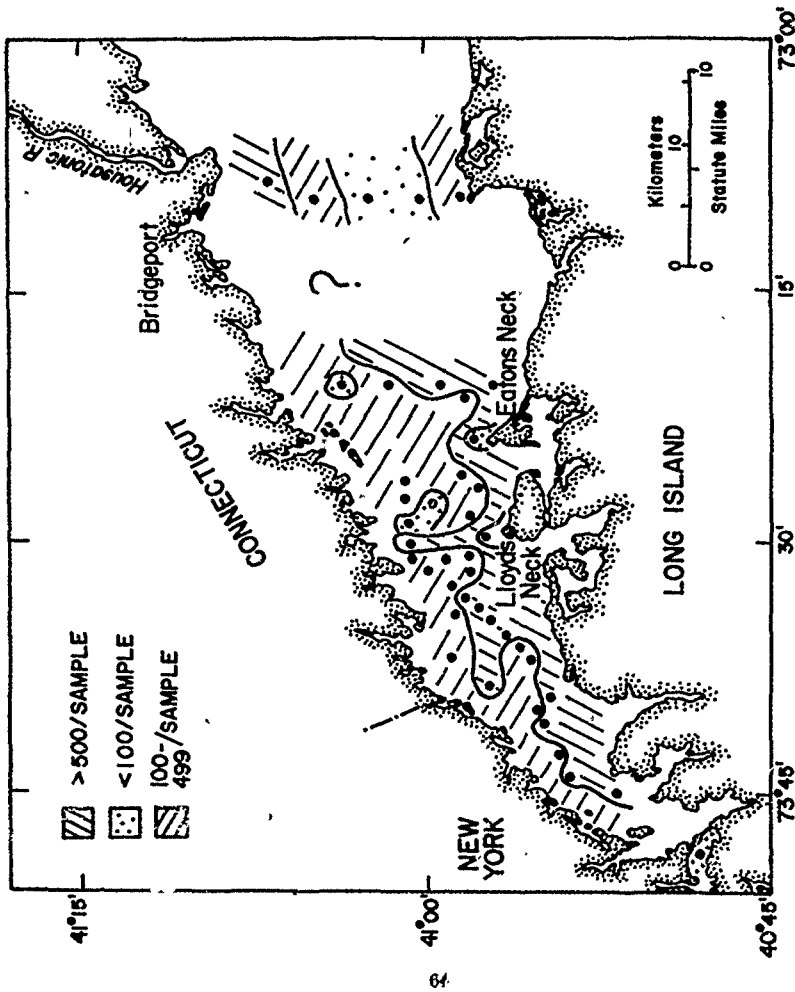 >500/SAMPLE
<100/SAMPLE
100-/SAMPLE
499
CONNECTICUT
NEW
YORK
LONG ISLAND
Bridgeport
Housatonic R
?
Eatons Neck
Lloyds
Neck
Kilometers
0 10
0 10
Statute Miles
41°15'
41°00'
40°45'
73°45'
30'
15'
73°00'